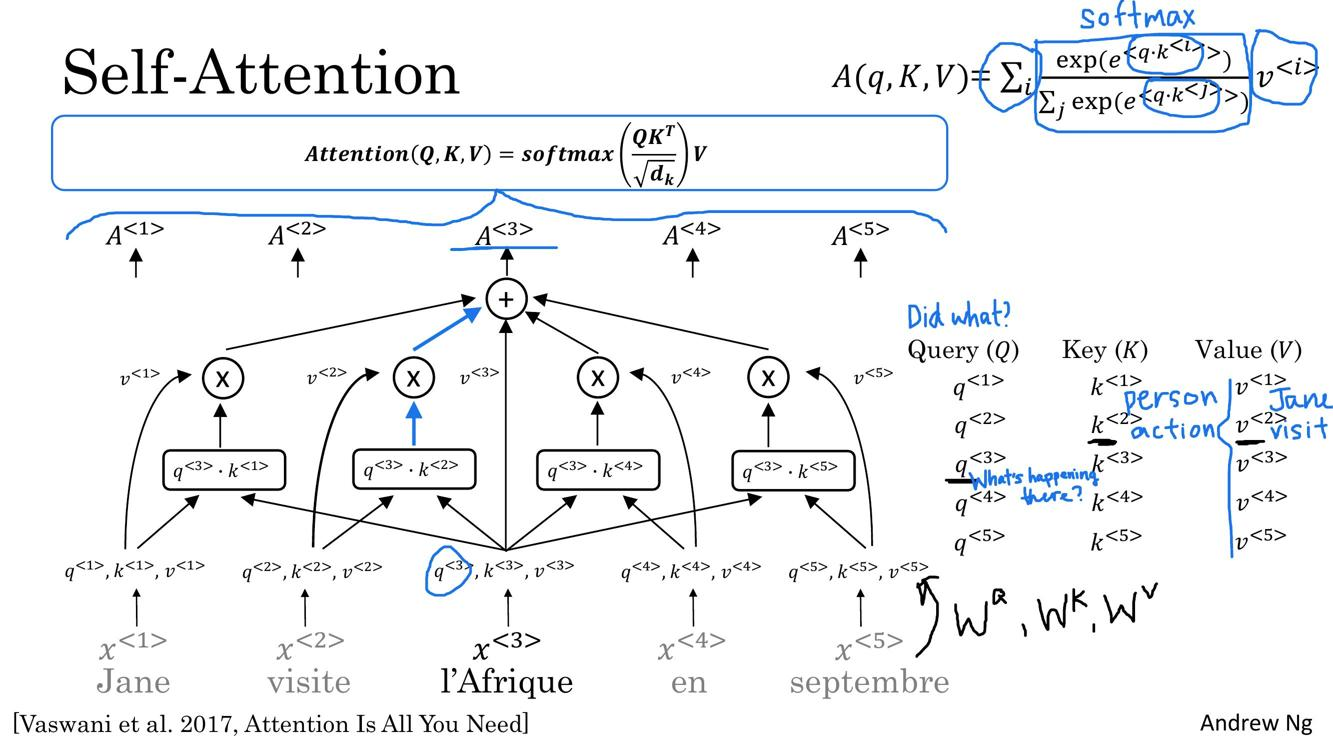 softmax
Self-Attention
A(q, K, V) = Σᵢ exp(e^<q·k^<i>>) / Σⱼ exp(e^<q·k^<j>>) v^<i>
Attention(Q, K, V) = softmax(QK^T / √d_k) V
A^<1> A^<2> A^<3> A^<4> A^<5>
+
Did what?
Query (Q) Key (K) Value (V)
v^<1> x v^<2> x v^<3> x v^<4> x v^<5>
q^<1> k^<1> person v^<1> Jane
q^<2> k^<2> action v^<2> visit
q^<3> k^<3> v^<3>
What's happening there?
q^<4> k^<4> v^<4>
q^<5> k^<5> v^<5>
q^<3> · k^<1> q^<3> · k^<2> q^<3> · k^<4> q^<3> · k^<5>
q^<1>, k^<1>, v^<1> q^<2>, k^<2>, v^<2> q^<3>, k^<3>, v^<3> q^<4>, k^<4>, v^<4> q^<5>, k^<5>, v^<5>
W^Q, W^K, W^V
x^<1> x^<2> x^<3> x^<4> x^<5>
Jane visite l'Afrique en septembre
[Vaswani et al. 2017, Attention Is All You Need]
Andrew Ng